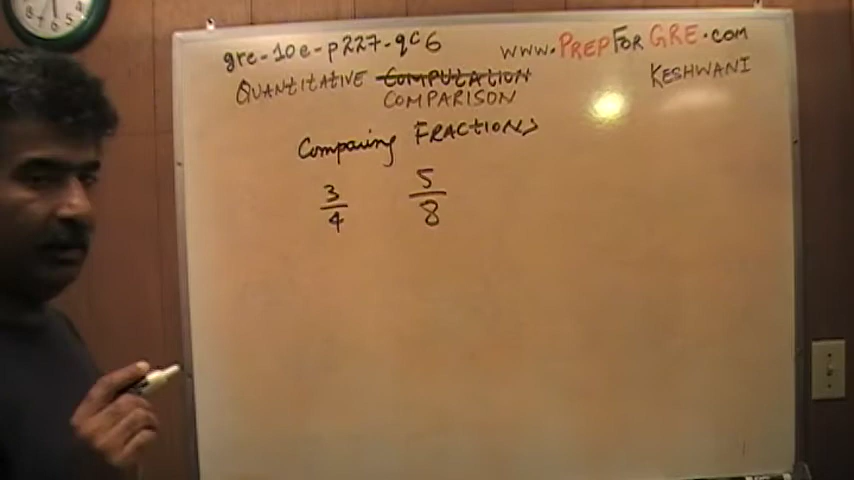 gre-10e-p227-qc6
www.PREPFORGRE.COM
QUANTITATIVE COMPUTATION
COMPARISON
KESHWANI
Comparing FRACTIONS
3 5
4 8